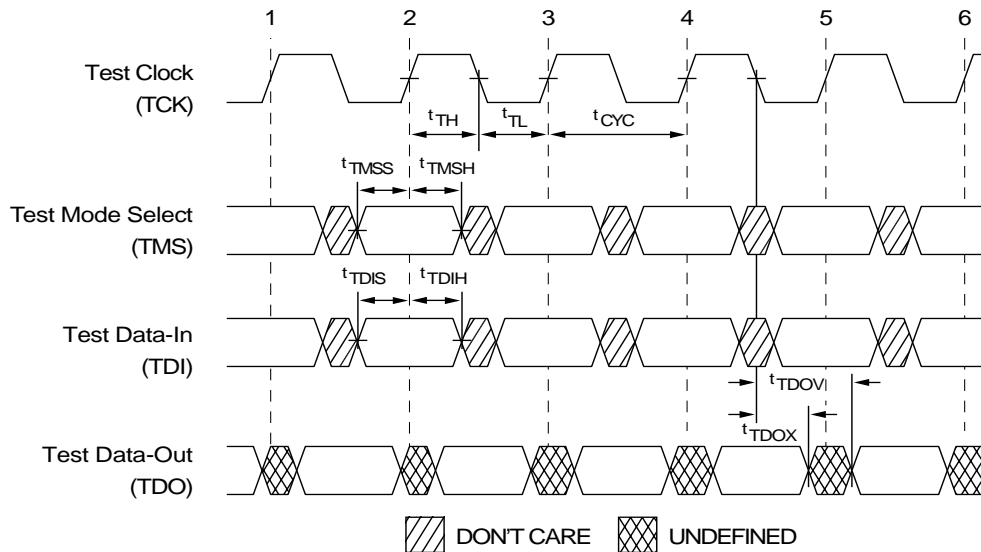 1 2 3 4 5 6
Test Clock
(TCK)
tTH tTL tCYC
tTMSS tTMSH
Test Mode Select
(TMS)
tTDIS tTDIH
Test Data-In
(TDI)
tTDOV
tTDOX
Test Data-Out
(TDO)
DON'T CARE UNDEFINED